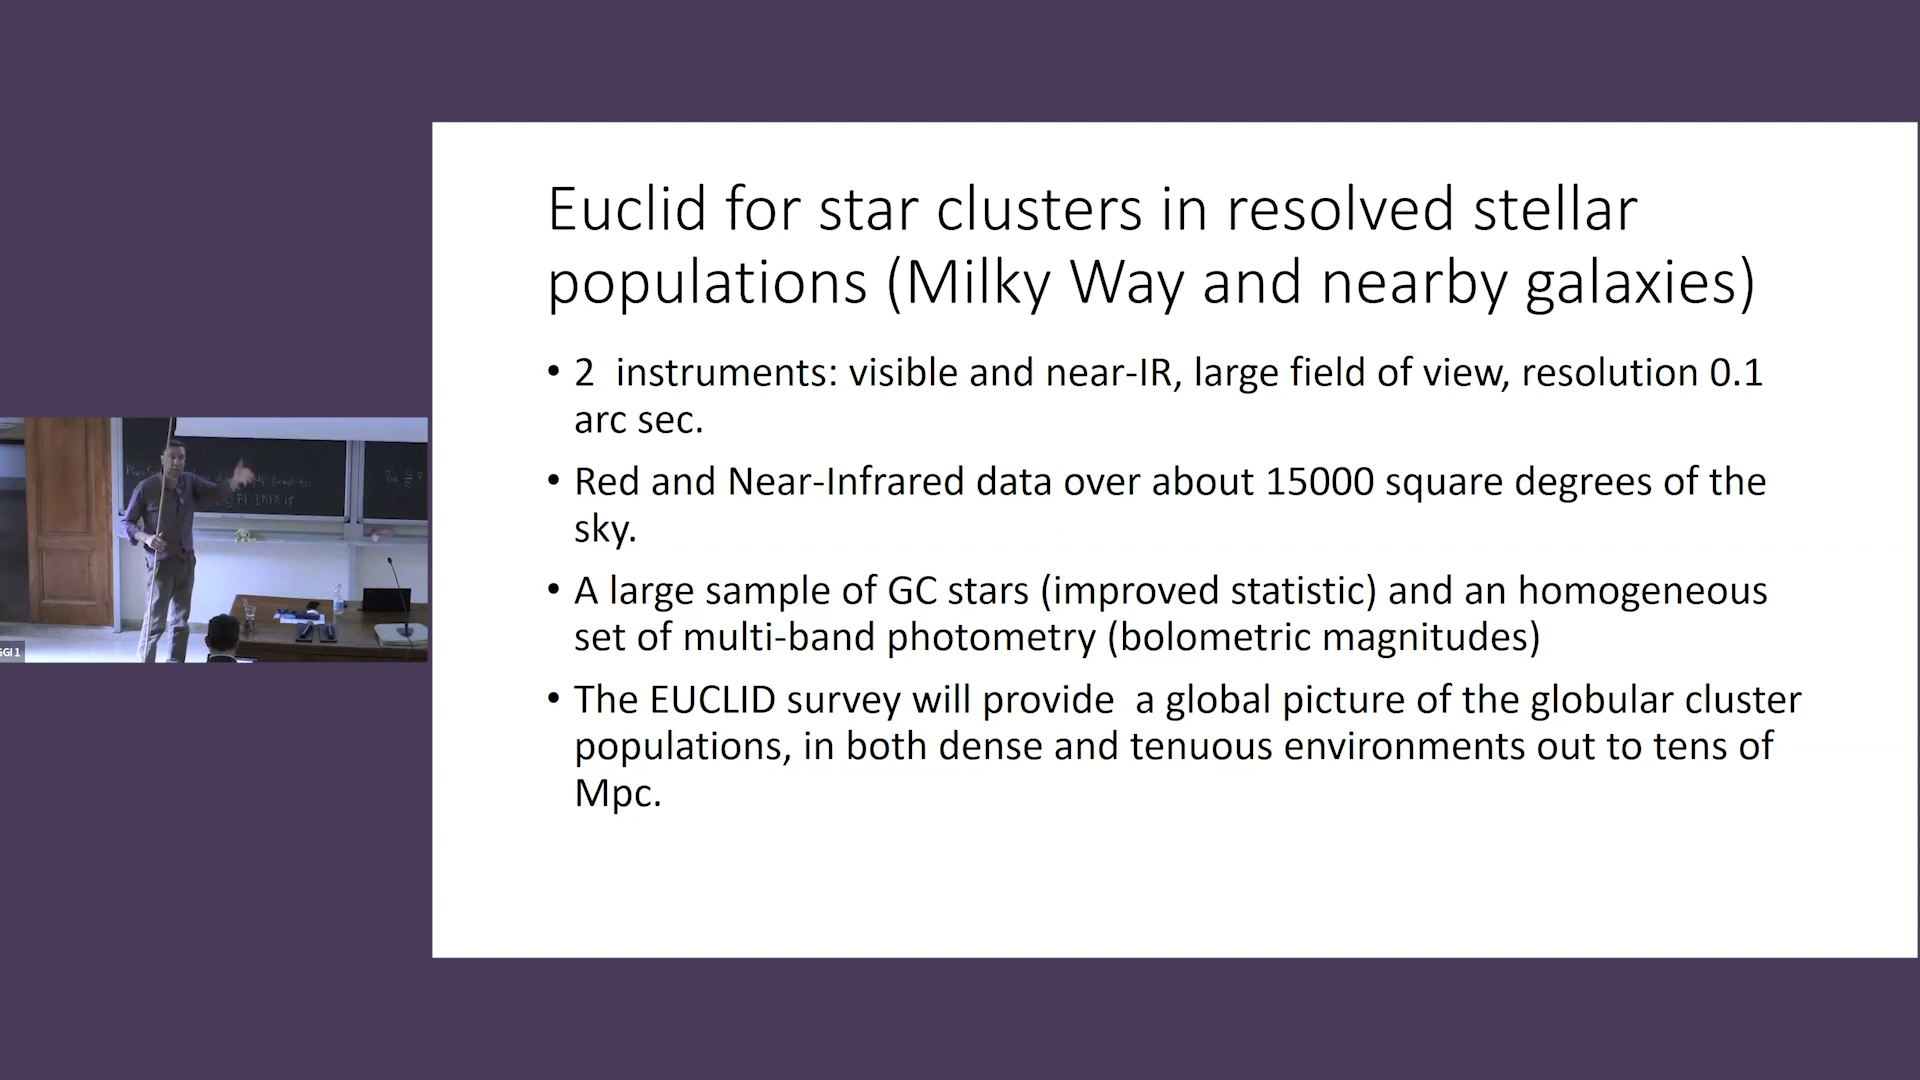 Euclid for star clusters in resolved stellar
populations (Milky Way and nearby galaxies)
• 2  instruments: visible and near-IR, large field of view, resolution 0.1
arc sec.
• Red and Near-Infrared data over about 15000 square degrees of the
sky.
• A large sample of GC stars (improved statistic) and an homogeneous
set of multi-band photometry (bolometric magnitudes)
• The EUCLID survey will provide  a global picture of the globular cluster
populations, in both dense and tenuous environments out to tens of
Mpc.
GGI 1